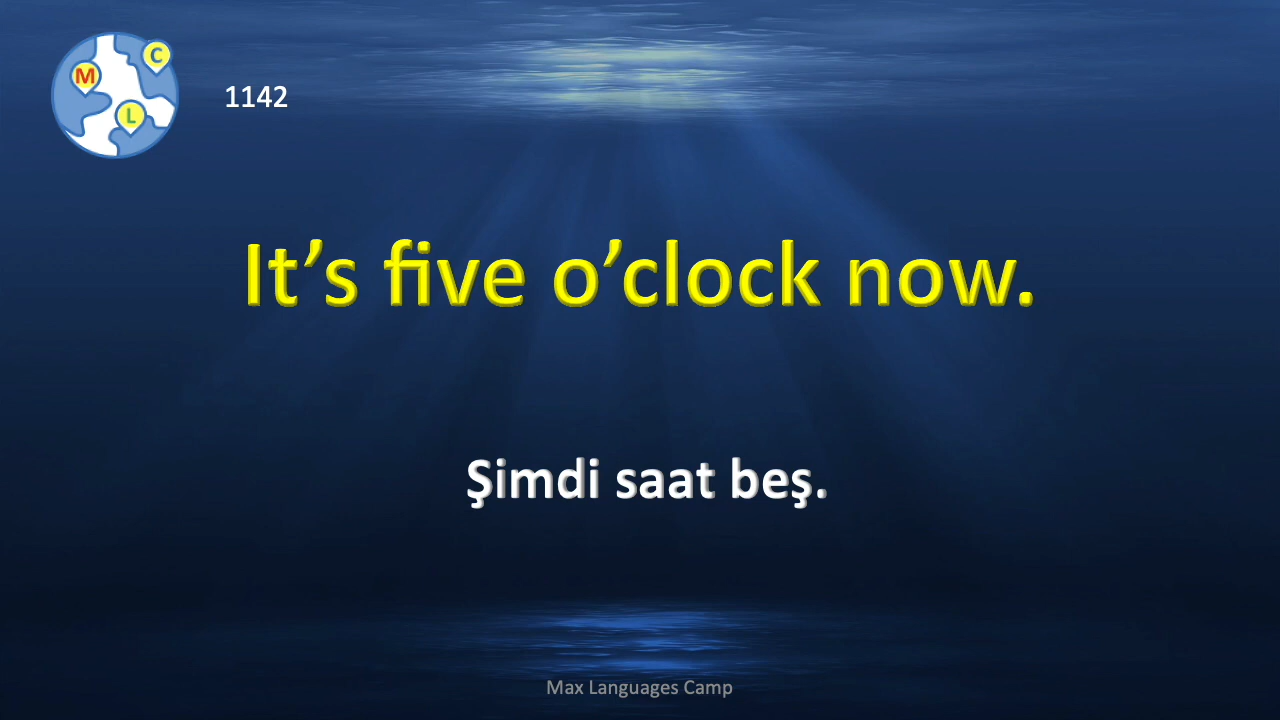 C
M
L
1142
It's five o'clock now.
Şimdi saat beş.
Max Languages Camp